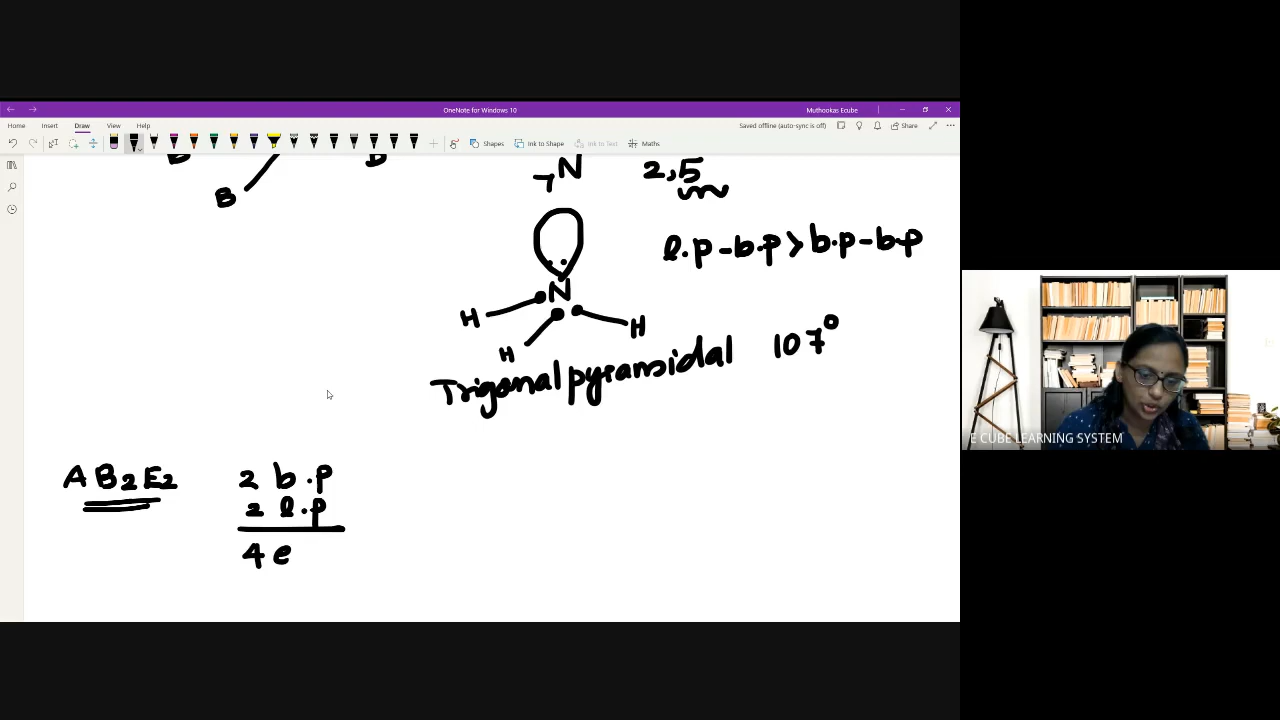 OneNote for Windows 10
Muthookas Ecube
Home Insert Draw View Help
Saved offline (auto-sync is off)
Share
Shapes Ink to Shape Ink to Text Maths
B
B
7N 2,5
l.p-b.p > b.p-b.p
N
H
H
H
Trigonal pyramidal 107°
AB2E2 2 b.p
2 l.p
4 e
E CUBE LEARNING SYSTEM